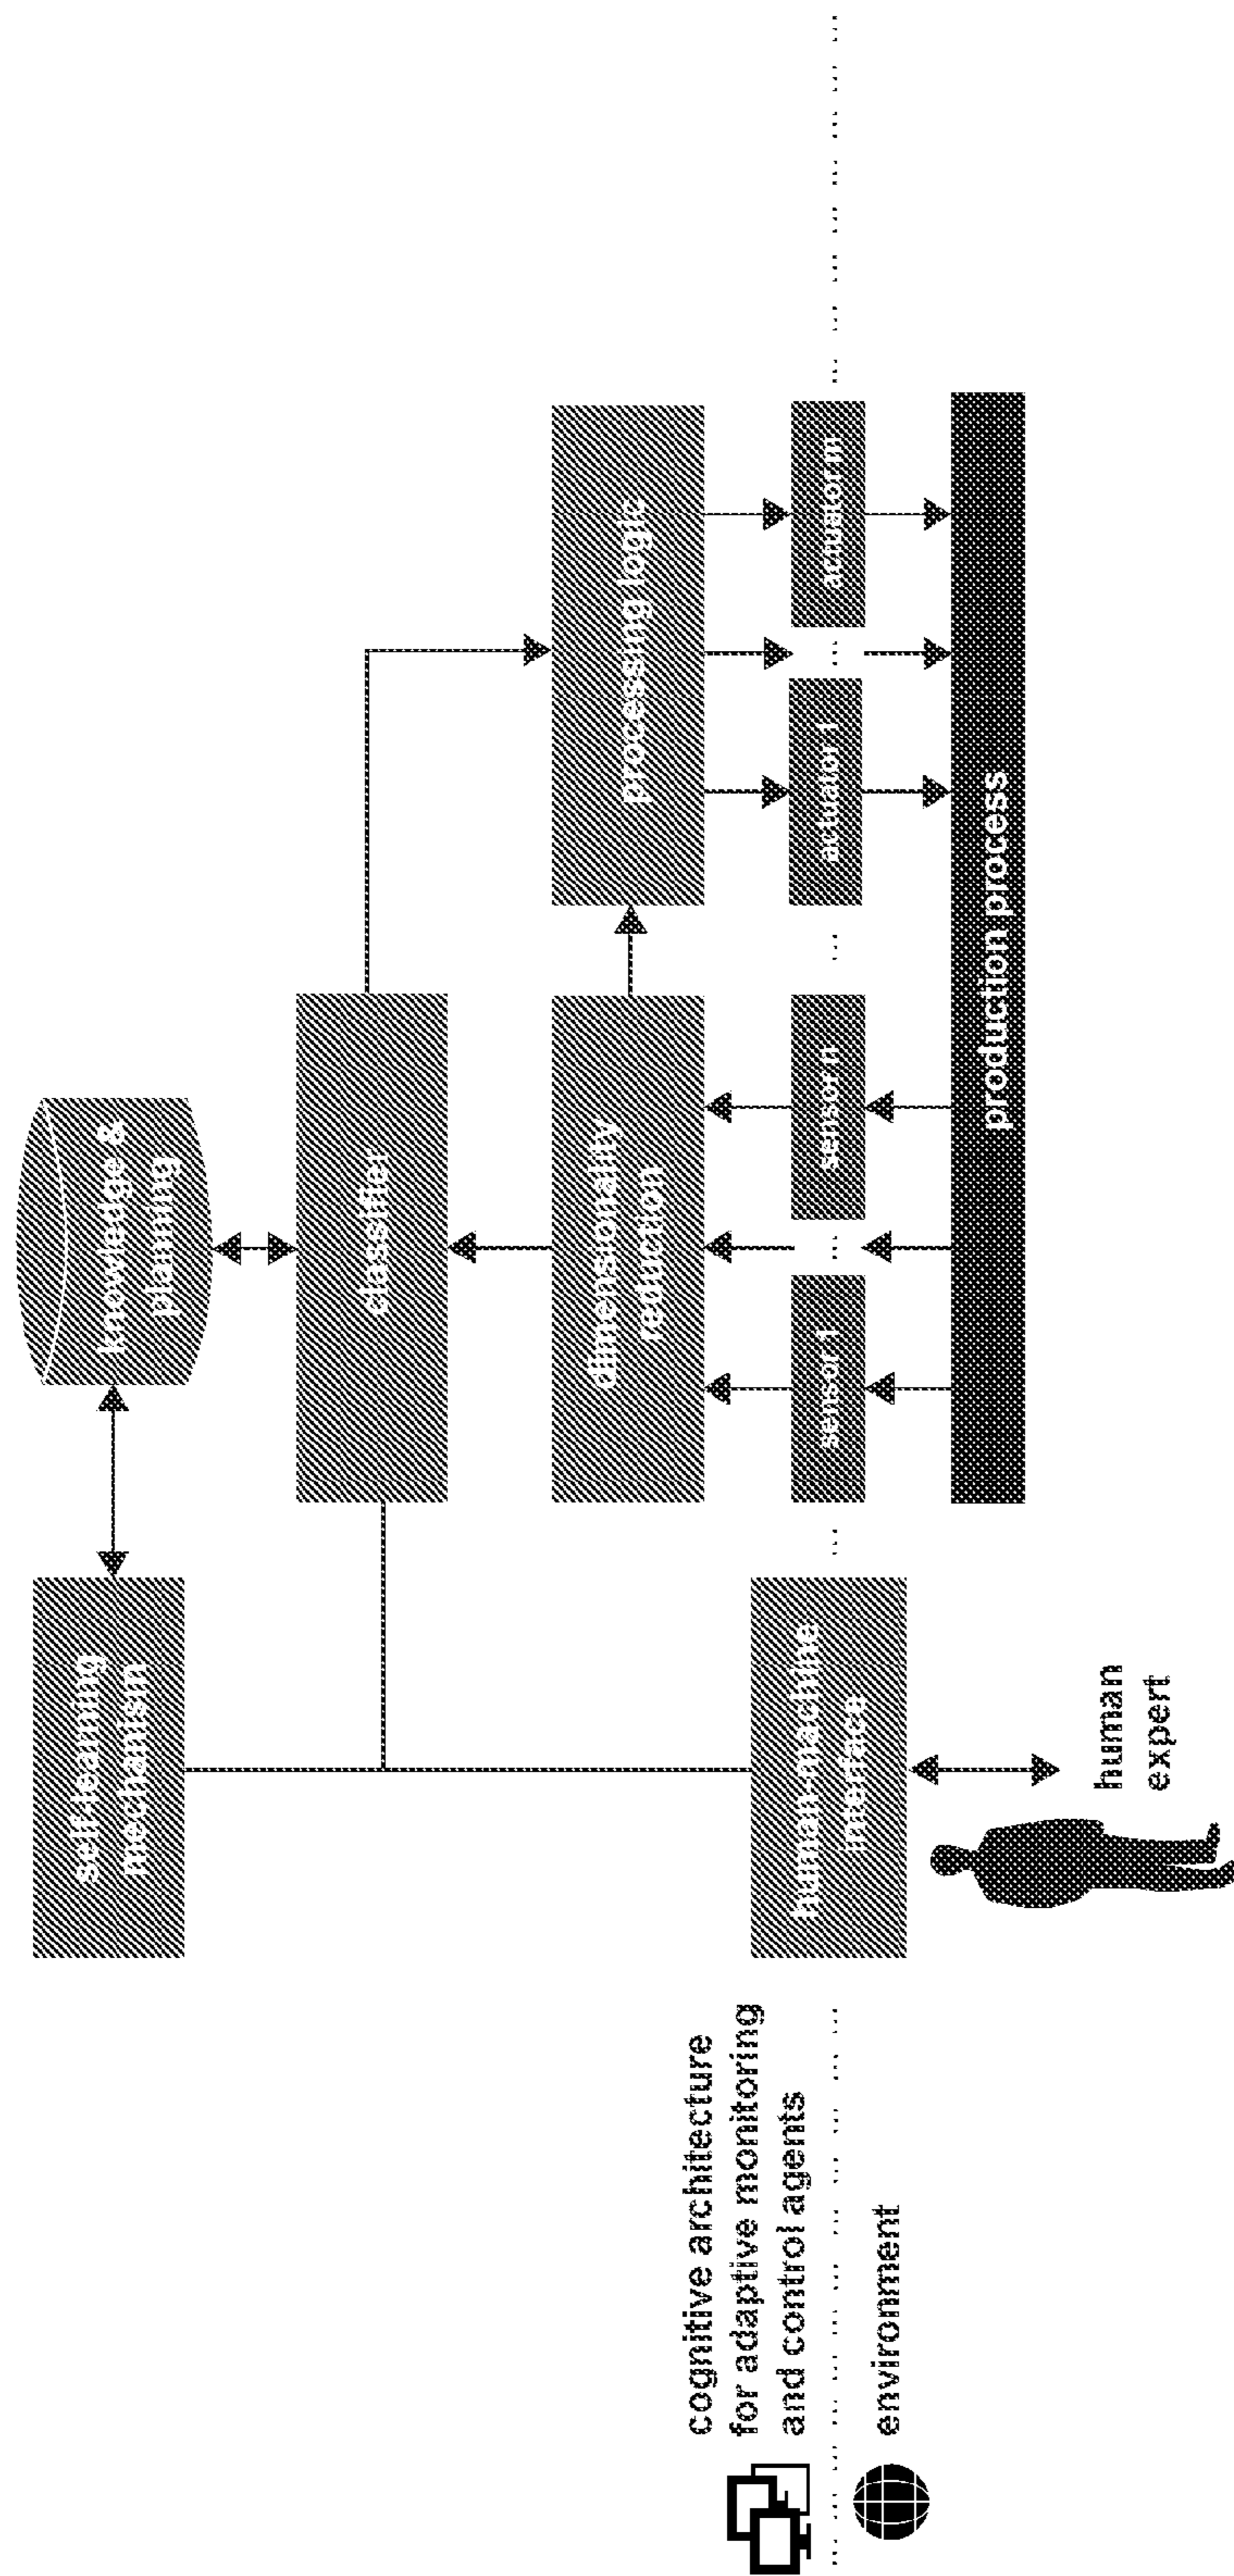 self-learning
mechanism
knowledge &
planning
classifier
dimensionality
reduction
processing logic
cognitive architecture
for adaptive monitoring
and control agents
human-machine
interface
sensor 1
...
sensor n
...
actuator 1
...
actuator m
environment
production process
human
expert